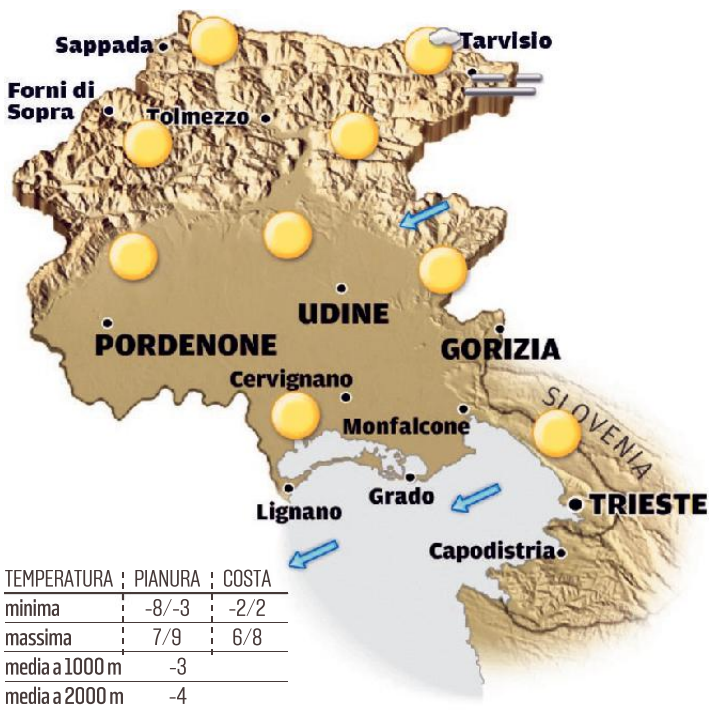 Sappada
Tarvisio
Forni di
Sopra
Tolmezzo
UDINE
PORDENONE
GORIZIA
Cervignano
Monfalcone
SLOVENIA
Lignano
Grado
TRIESTE
Capodistria
TEMPERATURA PIANURA COSTA
minima -8/-3 -2/2
massima 7/9 6/8
media a 1000 m -3
media a 2000 m -4